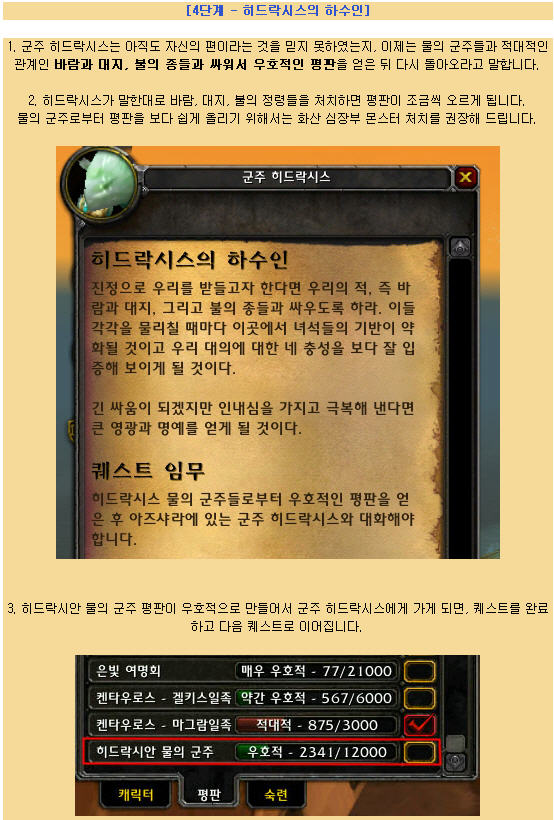 [4단계 - 히드락시스의 하수인]
1. 군주 히드락시스는 아직도 자신의 편이라는 것을 믿지 못하였는지, 이제는 물의 군주들과 적대적인
관계인 바람과 대지, 불의 종들과 싸워서 우호적인 평판을 얻은 뒤 다시 돌아오라고 말합니다.
2. 히드락시스가 말한대로 바람, 대지, 불의 정령들을 처치하면 평판이 조금씩 오르게 됩니다.
물의 군주로부터 평판을 보다 쉽게 올리기 위해서는 화산 심장부 몬스터 처치를 권장해 드립니다.
군주 히드락시스
히드락시스의 하수인
진정으로 우리를 받들고자 한다면 우리의 적, 즉 바
람과 대지, 그리고 불의 종들과 싸우도록 하라. 이들
각각을 물리칠 때마다 이곳에서 녀석들의 기반이 약
화될 것이고 우리 대의에 대한 네 충성을 보다 잘 입
증해 보이게 될 것이다.
긴 싸움이 되겠지만 인내심을 가지고 극복해 낸다면
큰 영광과 명예를 얻게 될 것이다.
퀘스트 임무
히드락시스 물의 군주들로부터 우호적인 평판을 얻
은 후 아즈샤라에 있는 군주 히드락시스와 대화해야
합니다.
3. 히드락시안 물의 군주 평판이 우호적으로 만들어서 군주 히드락시스에게 가게 되면, 퀘스트를 완료
하고 다음 퀘스트로 이어집니다.
은빛 여명회 매우 우호적 - 77/21000
켄타우로스 - 겔키스일족 약간 우호적 - 567/6000
켄타우로스 - 마그람일족 적대적 - 875/3000
히드락시안 물의 군주 우호적 - 2341/12000
캐릭터 평판 숙련